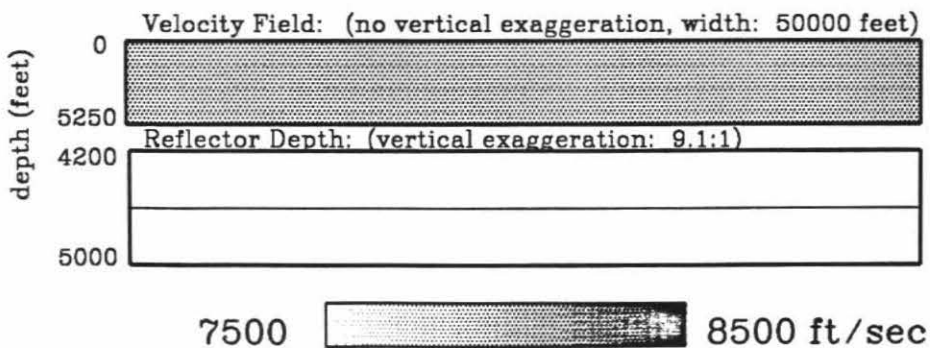 Velocity Field: (no vertical exaggeration, width: 50000 feet)
0
5250
depth (feet)
Reflector Depth: (vertical exaggeration: 9.1:1)
4200
5000
7500
8500 ft/sec